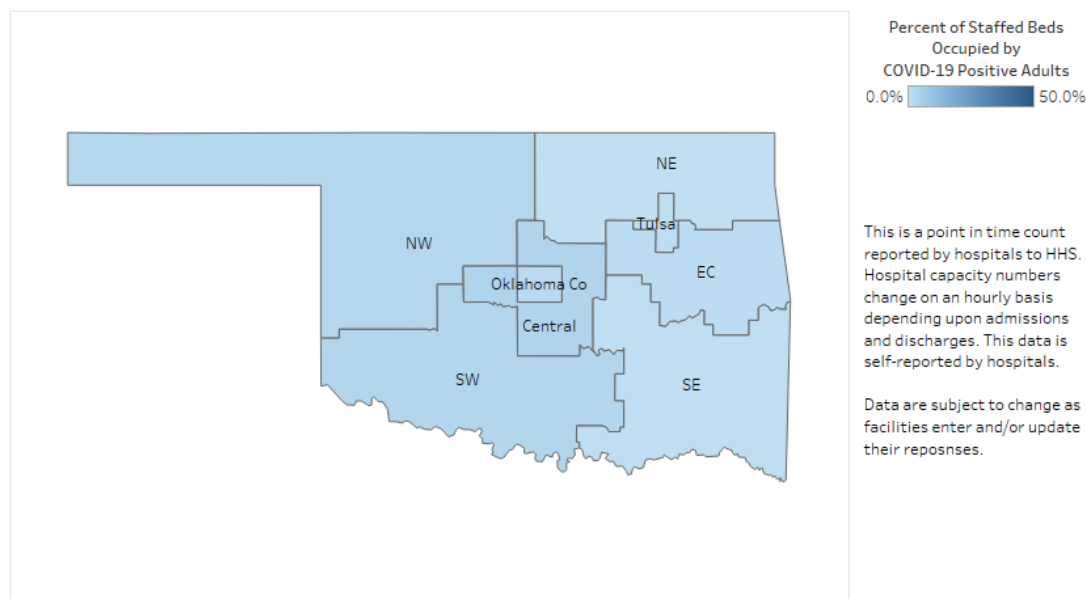 Percent of Staffed Beds
Occupied by
COVID-19 Positive Adults
0.0% 50.0%
NE
Tulsa
NW
EC
Oklahoma Co
Central
SW
SE
This is a point in time count
reported by hospitals to HHS.
Hospital capacity numbers
change on an hourly basis
depending upon admissions
and discharges. This data is
self-reported by hospitals.
Data are subject to change as
facilities enter and/or update
their reposnses.